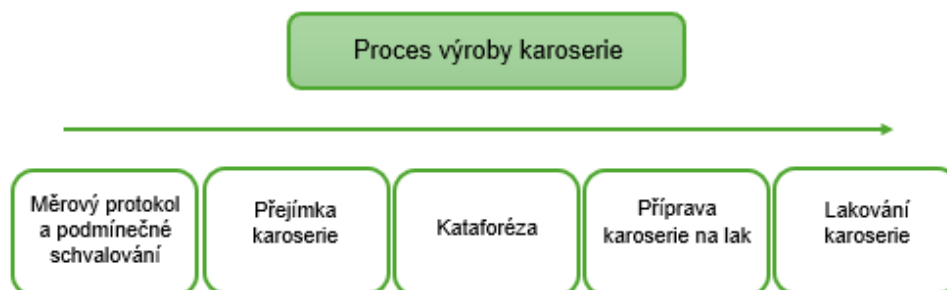 Proces výroby karoserie
Měrový protokol
a podmínečné
schvalování
Přejímka
karoserie
Kataforéza
Příprava
karoserie na lak
Lakování
karoserie